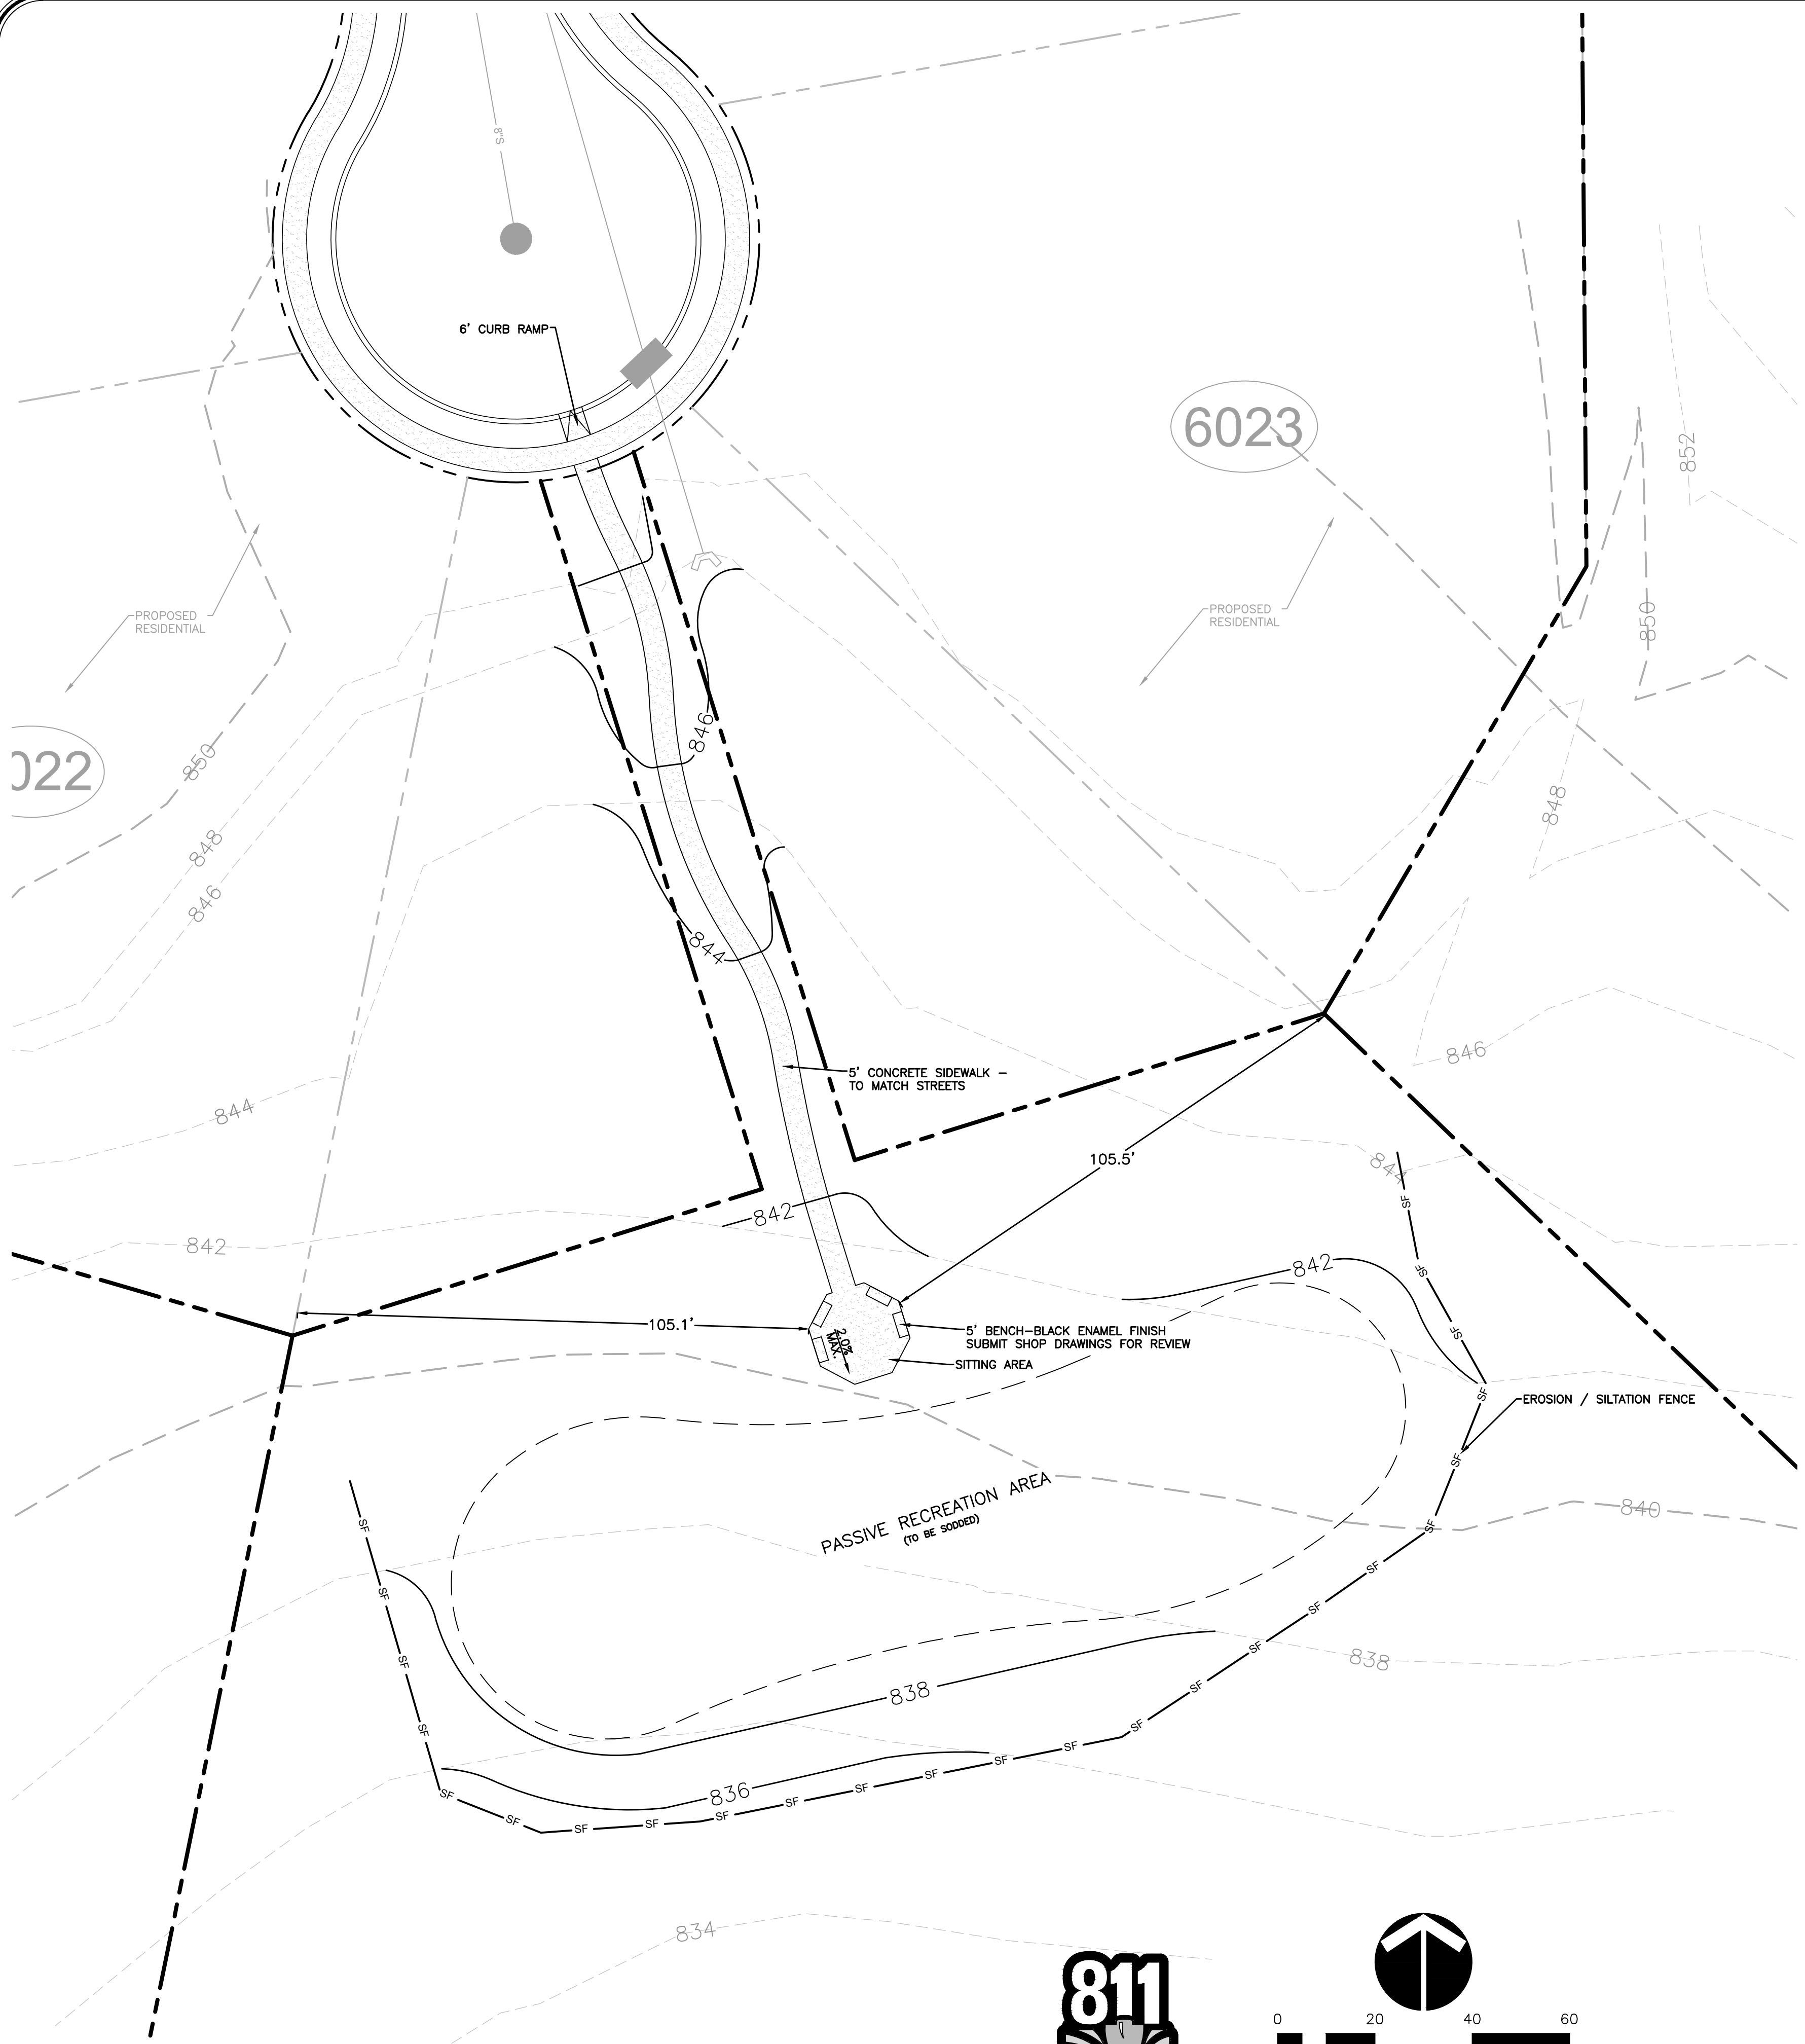 8"S
6' CURB RAMP
6023
852
PROPOSED
RESIDENTIAL
PROPOSED
RESIDENTIAL
850
846
022
850
848
848
846
844
5' CONCRETE SIDEWALK –
TO MATCH STREETS
846
844
105.5'
844
SF
842
842
842
SF
105.1'
2.0%
MAX.
5' BENCH–BLACK ENAMEL FINISH
SUBMIT SHOP DRAWINGS FOR REVIEW
SF
SITTING AREA
SF
EROSION / SILTATION FENCE
SF
PASSIVE RECREATION AREA
(TO BE SODDED)
840
SF
SF
SF
SF
SF
SF
838
SF
838
SF
SF
SF
SF
SF
836
SF
SF
SF
SF
SF
SF
SF
SF
834
811
0 20 40 60